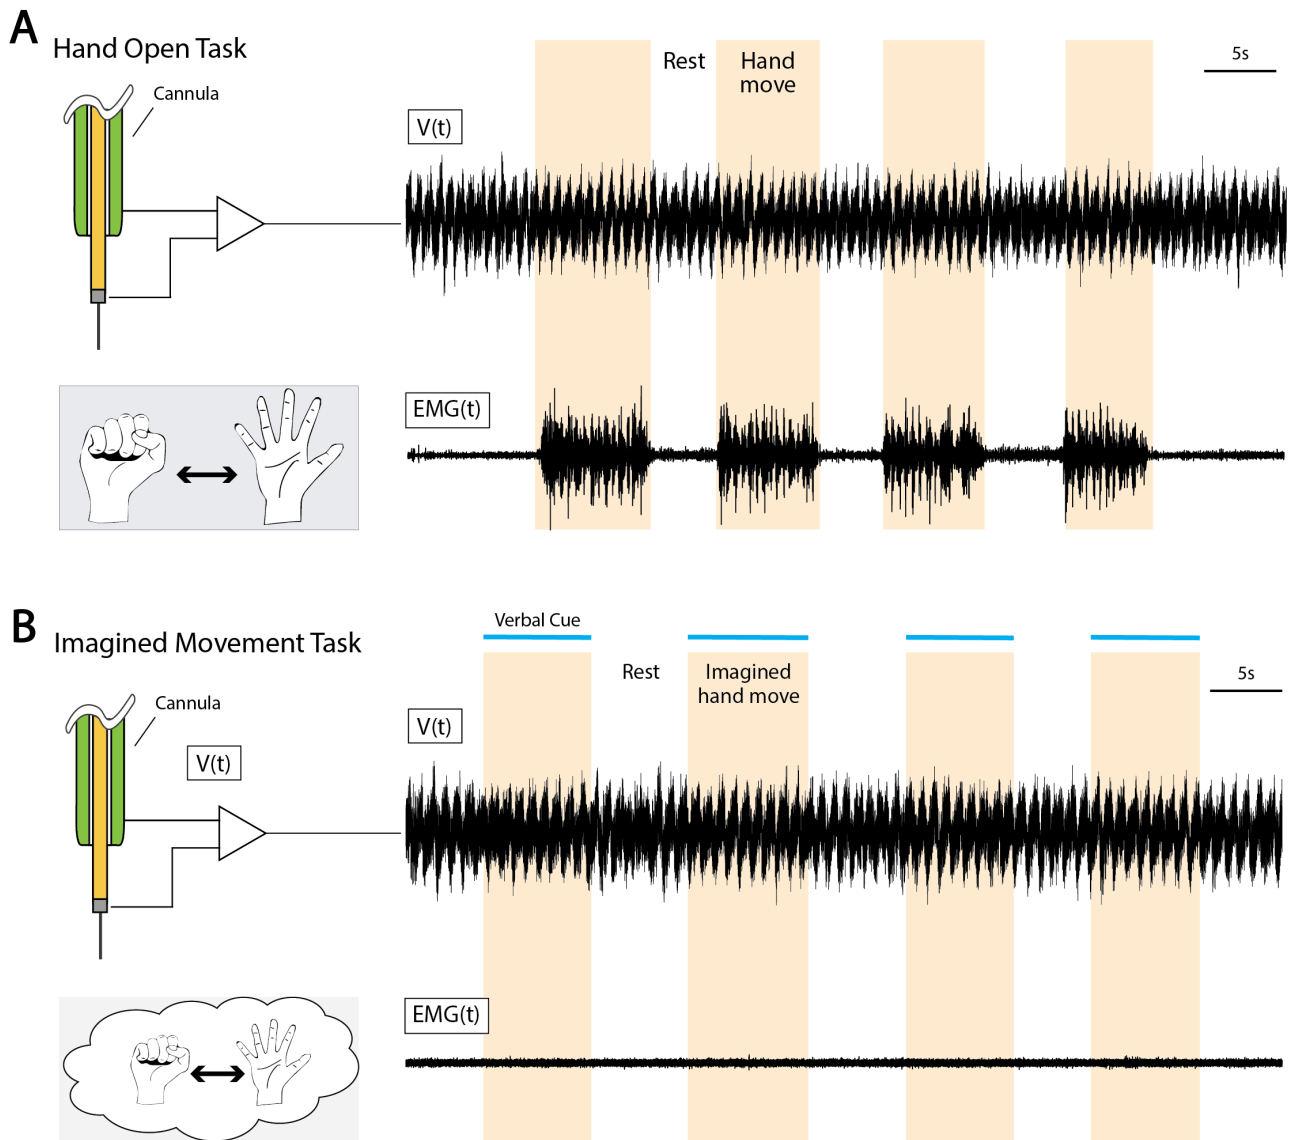 A
Hand Open Task
Cannula
Rest
Hand
move
5s
V(t)
EMG(t)
B
Imagined Movement Task
Verbal Cue
Cannula
Rest
Imagined
hand move
5s
V(t)
V(t)
EMG(t)